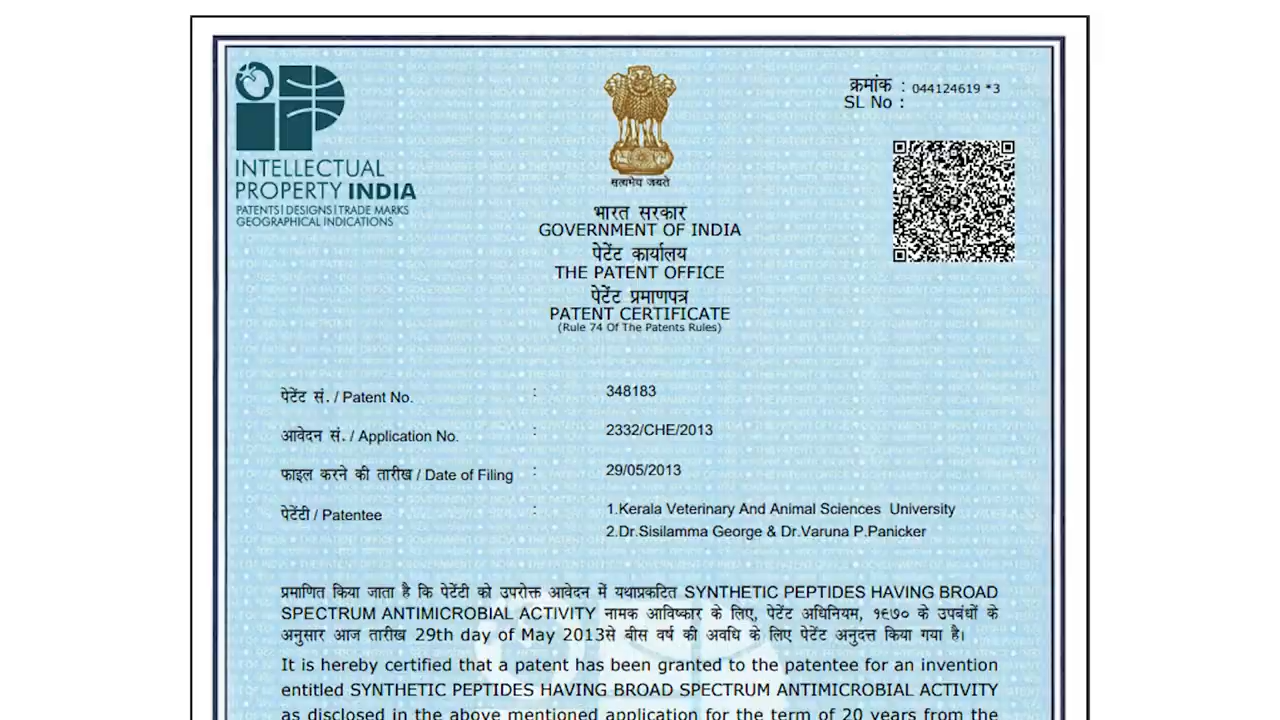 INTELLECTUAL
PROPERTY INDIA
PATENTS | DESIGNS | TRADE MARKS
GEOGRAPHICAL INDICATIONS
सत्यमेव जयते
क्रमांक : 044124619 *3
SL No :
भारत सरकार
GOVERNMENT OF INDIA
पेटेंट कार्यालय
THE PATENT OFFICE
पेटेंट प्रमाणपत्र
PATENT CERTIFICATE
(Rule 74 Of The Patents Rules)
पेटेंट सं. / Patent No. : 348183
आवेदन सं. / Application No. : 2332/CHE/2013
फाइल करने की तारीख / Date of Filing : 29/05/2013
पेटेंटी / Patentee : 1.Kerala Veterinary And Animal Sciences University
2.Dr.Sisilamma George & Dr.Varuna P.Panicker
प्रमाणित किया जाता है कि पेटेंटी को उपरोक्त आवेदन में यथाप्रकटित SYNTHETIC PEPTIDES HAVING BROAD
SPECTRUM ANTIMICROBIAL ACTIVITY नामक आविष्कार के लिए, पेटेंट अधिनियम, १९७० के उपबंधों के
अनुसार आज तारीख 29th day of May 2013से बीस वर्ष की अवधि के लिए पेटेंट अनुदत्त किया गया है।
It is hereby certified that a patent has been granted to the patentee for an invention
entitled SYNTHETIC PEPTIDES HAVING BROAD SPECTRUM ANTIMICROBIAL ACTIVITY
as disclosed in the above mentioned application for the term of 20 years from the